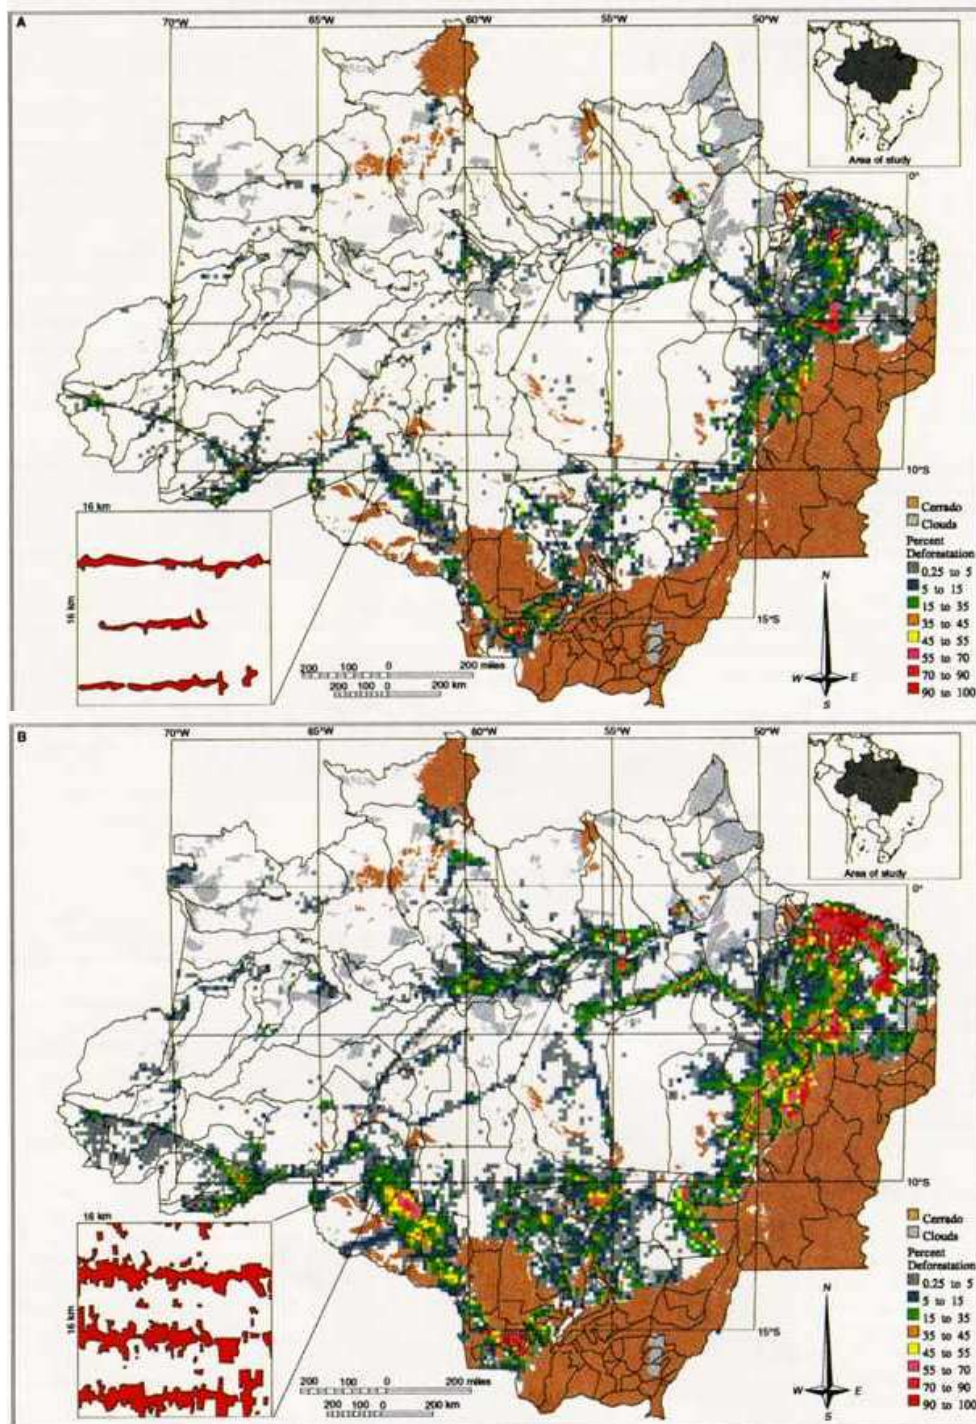 A
70°W 65°W 60°W 55°W 50°W
Area of study
0°
10°S
16 km
16 km
15°S
Cerrado
Clouds
Percent
Deforestation
0.25 to 5
5 to 15
15 to 35
35 to 45
45 to 55
55 to 70
70 to 90
90 to 100
N
W E
S
200 100 0 200 miles
200 100 0 200 km
B
70°W 65°W 60°W 55°W 50°W
Area of study
0°
10°S
16 km
16 km
15°S
Cerrado
Clouds
Percent
Deforestation
0.25 to 5
5 to 15
15 to 35
35 to 45
45 to 55
55 to 70
70 to 90
90 to 100
N
W E
S
200 100 0 200 miles
200 100 0 200 km